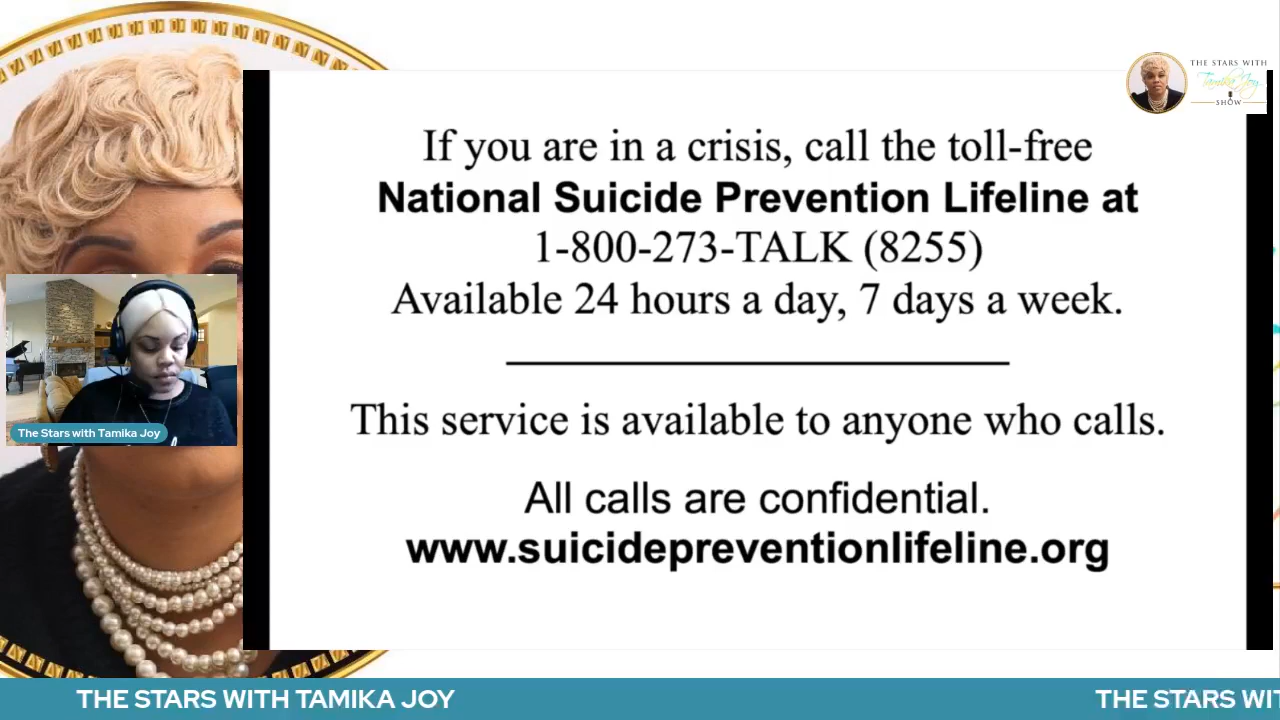 THE STARS WITH
Tamika Joy
SHOW
If you are in a crisis, call the toll-free
National Suicide Prevention Lifeline at
1-800-273-TALK (8255)
Available 24 hours a day, 7 days a week.
This service is available to anyone who calls.
All calls are confidential.
www.suicidepreventionlifeline.org
The Stars with Tamika Joy
THE STARS WITH TAMIKA JOY
THE STARS WIT